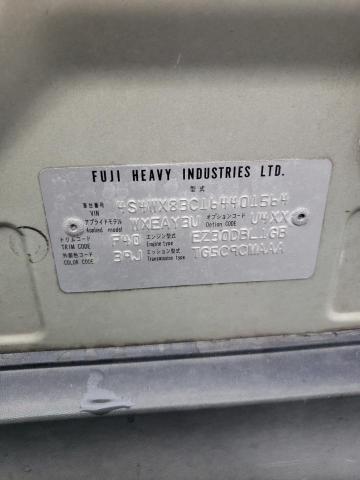 FUJI HEAVY INDUSTRIES LTD.
型式
車台番号 VIN 4S4WX83C164401564
アプライドモデル Applied model WXEAY3U オプションコード Option CODE U4XX
トリムコード TRIM CODE F40 エンジン型式 Engine type EZ30DBL1GB
外装色コード COLOR CODE 39J ミッション型式 Transmission type TG5C9CMAAA